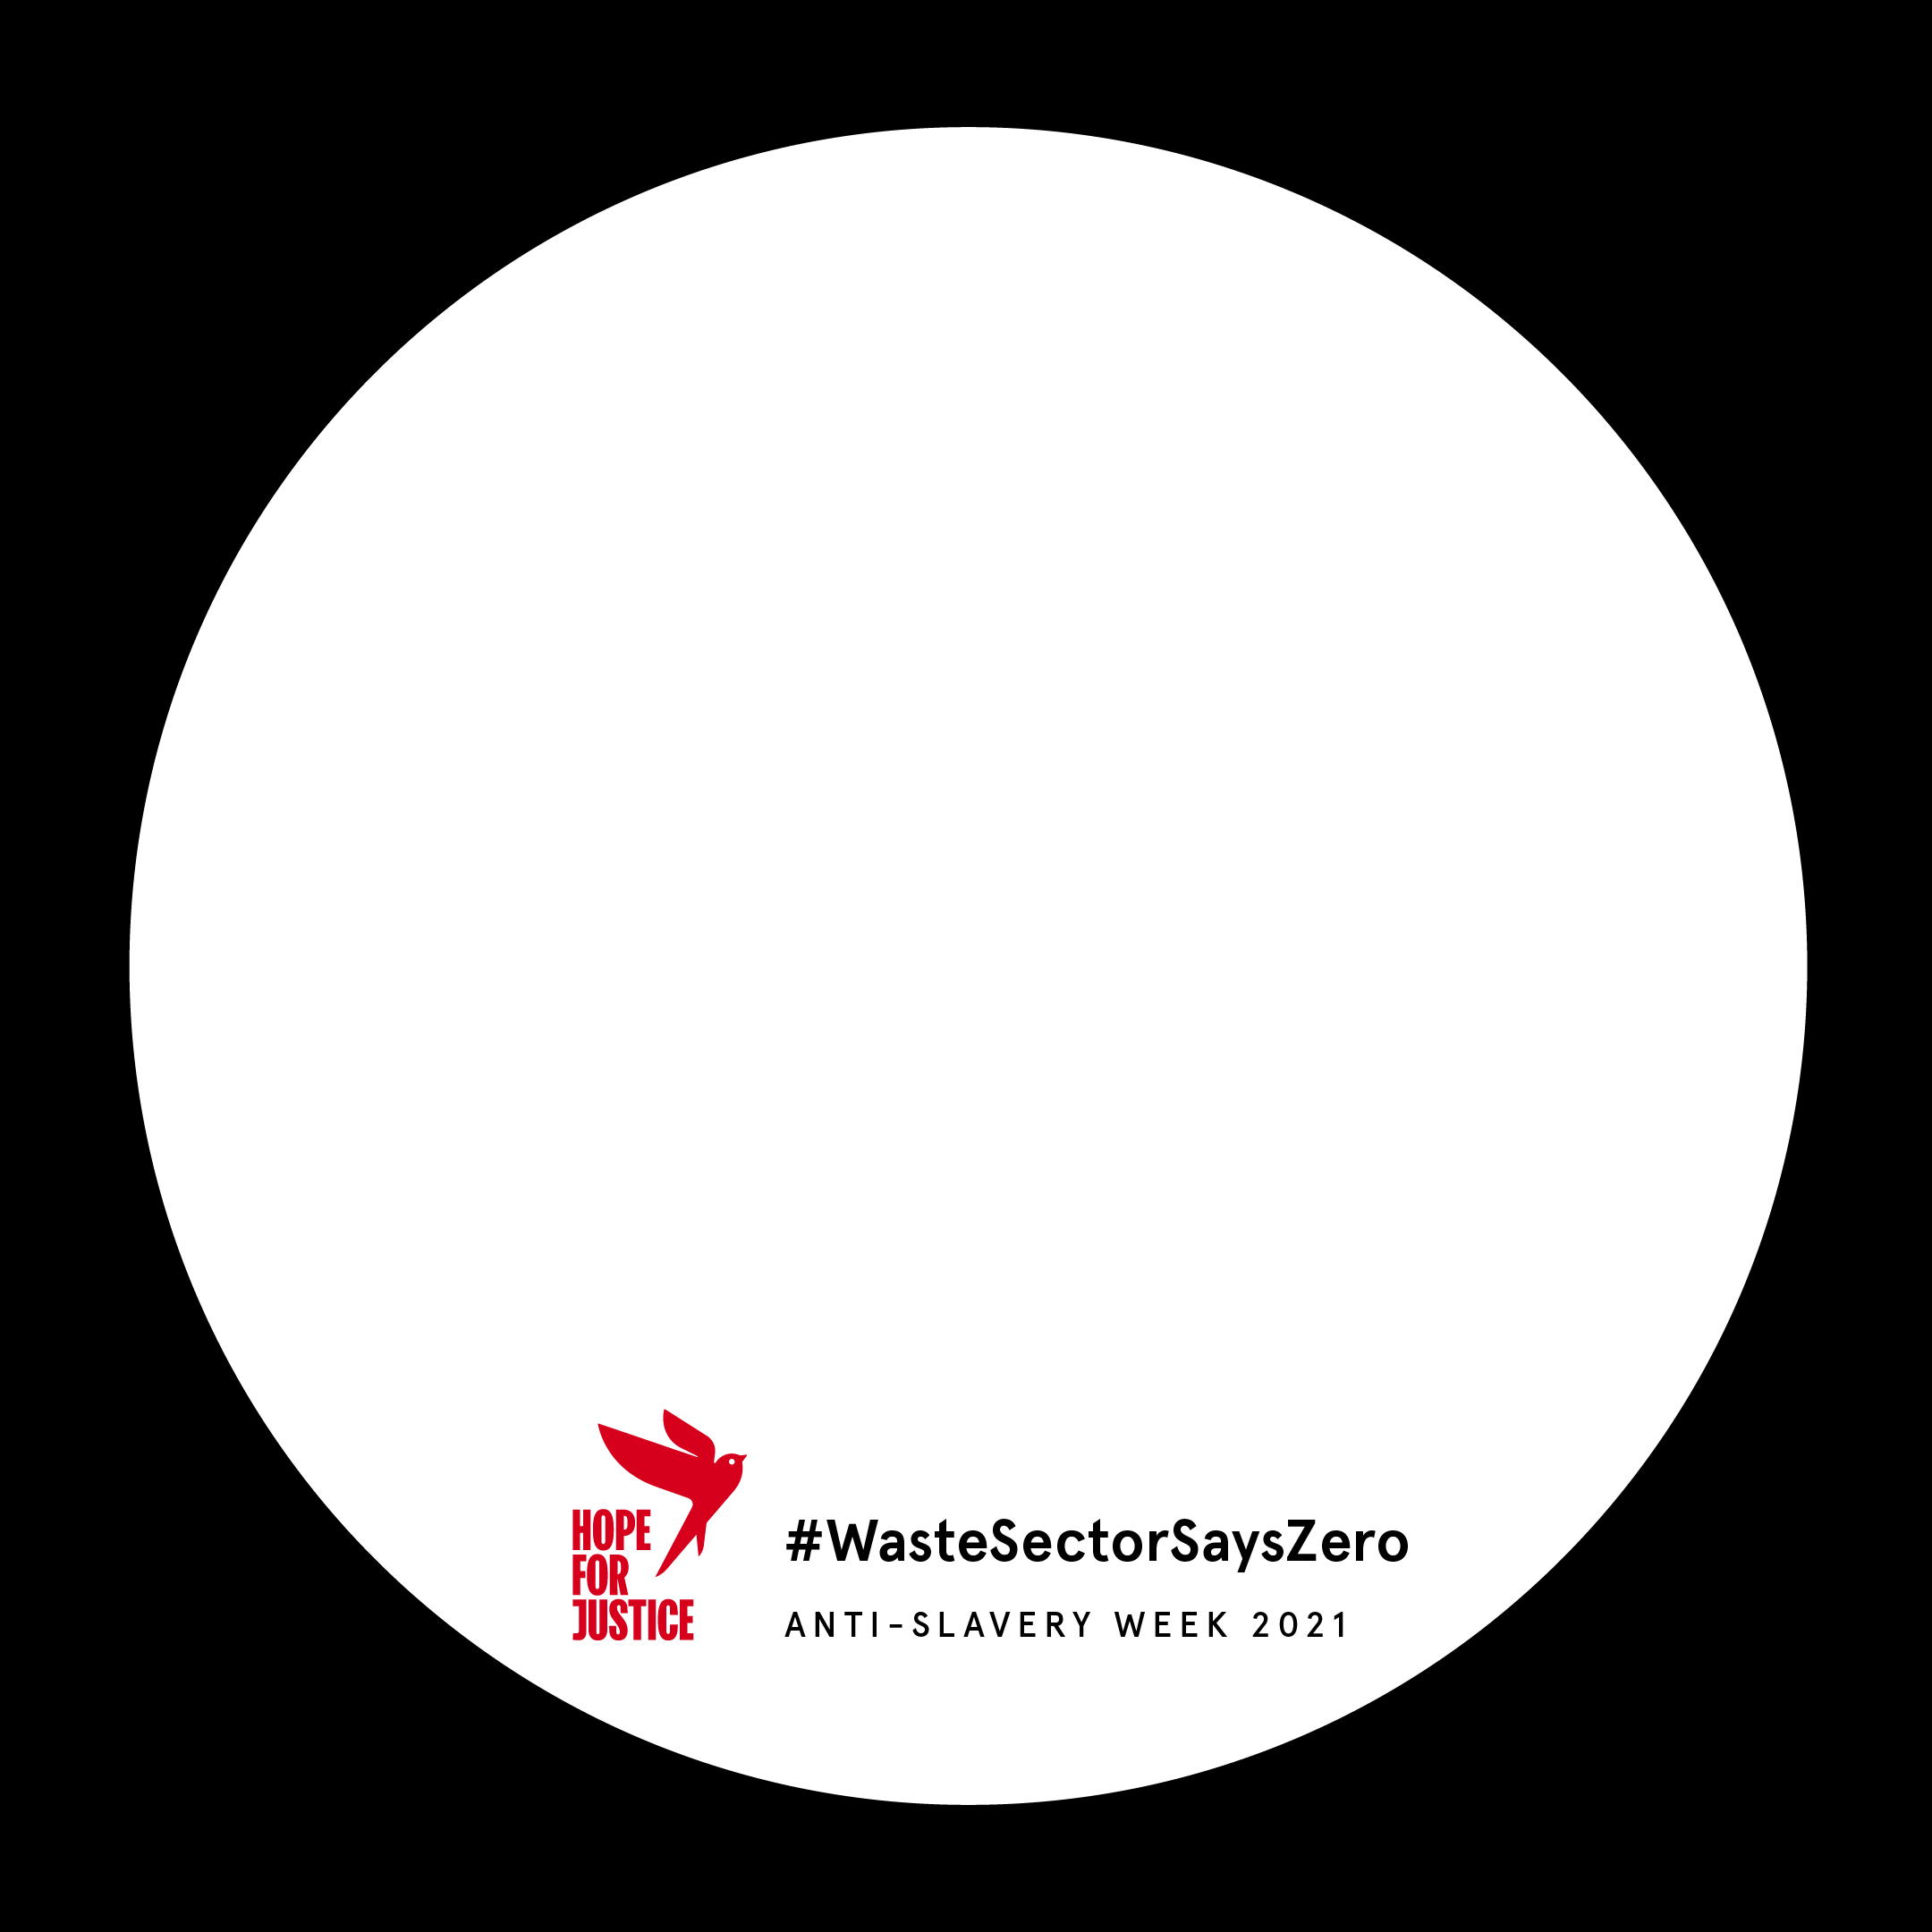 HOPE
FOR
JUSTICE
#WasteSectorSaysZero
ANTI-SLAVERY WEEK 2021